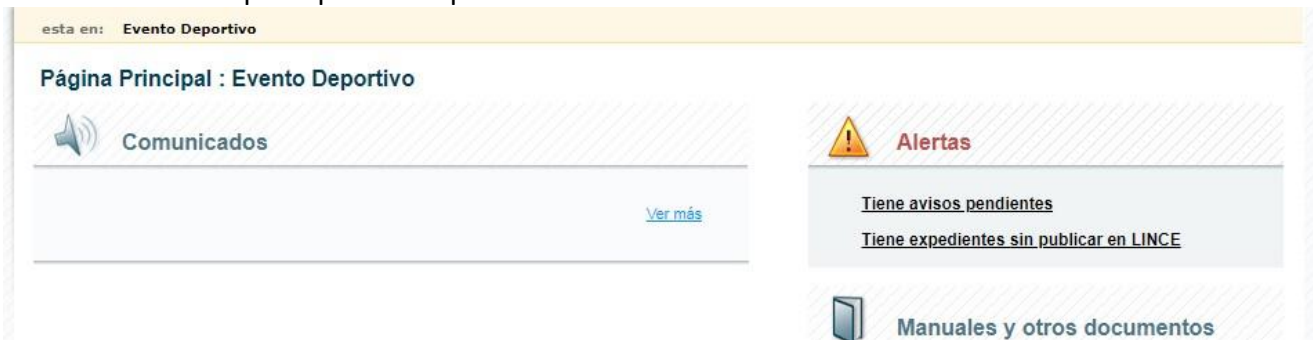 esta en: Evento Deportivo
Página Principal : Evento Deportivo
Comunicados
Ver más
Alertas
Tiene avisos pendientes
Tiene expedientes sin publicar en LINCE
Manuales y otros documentos